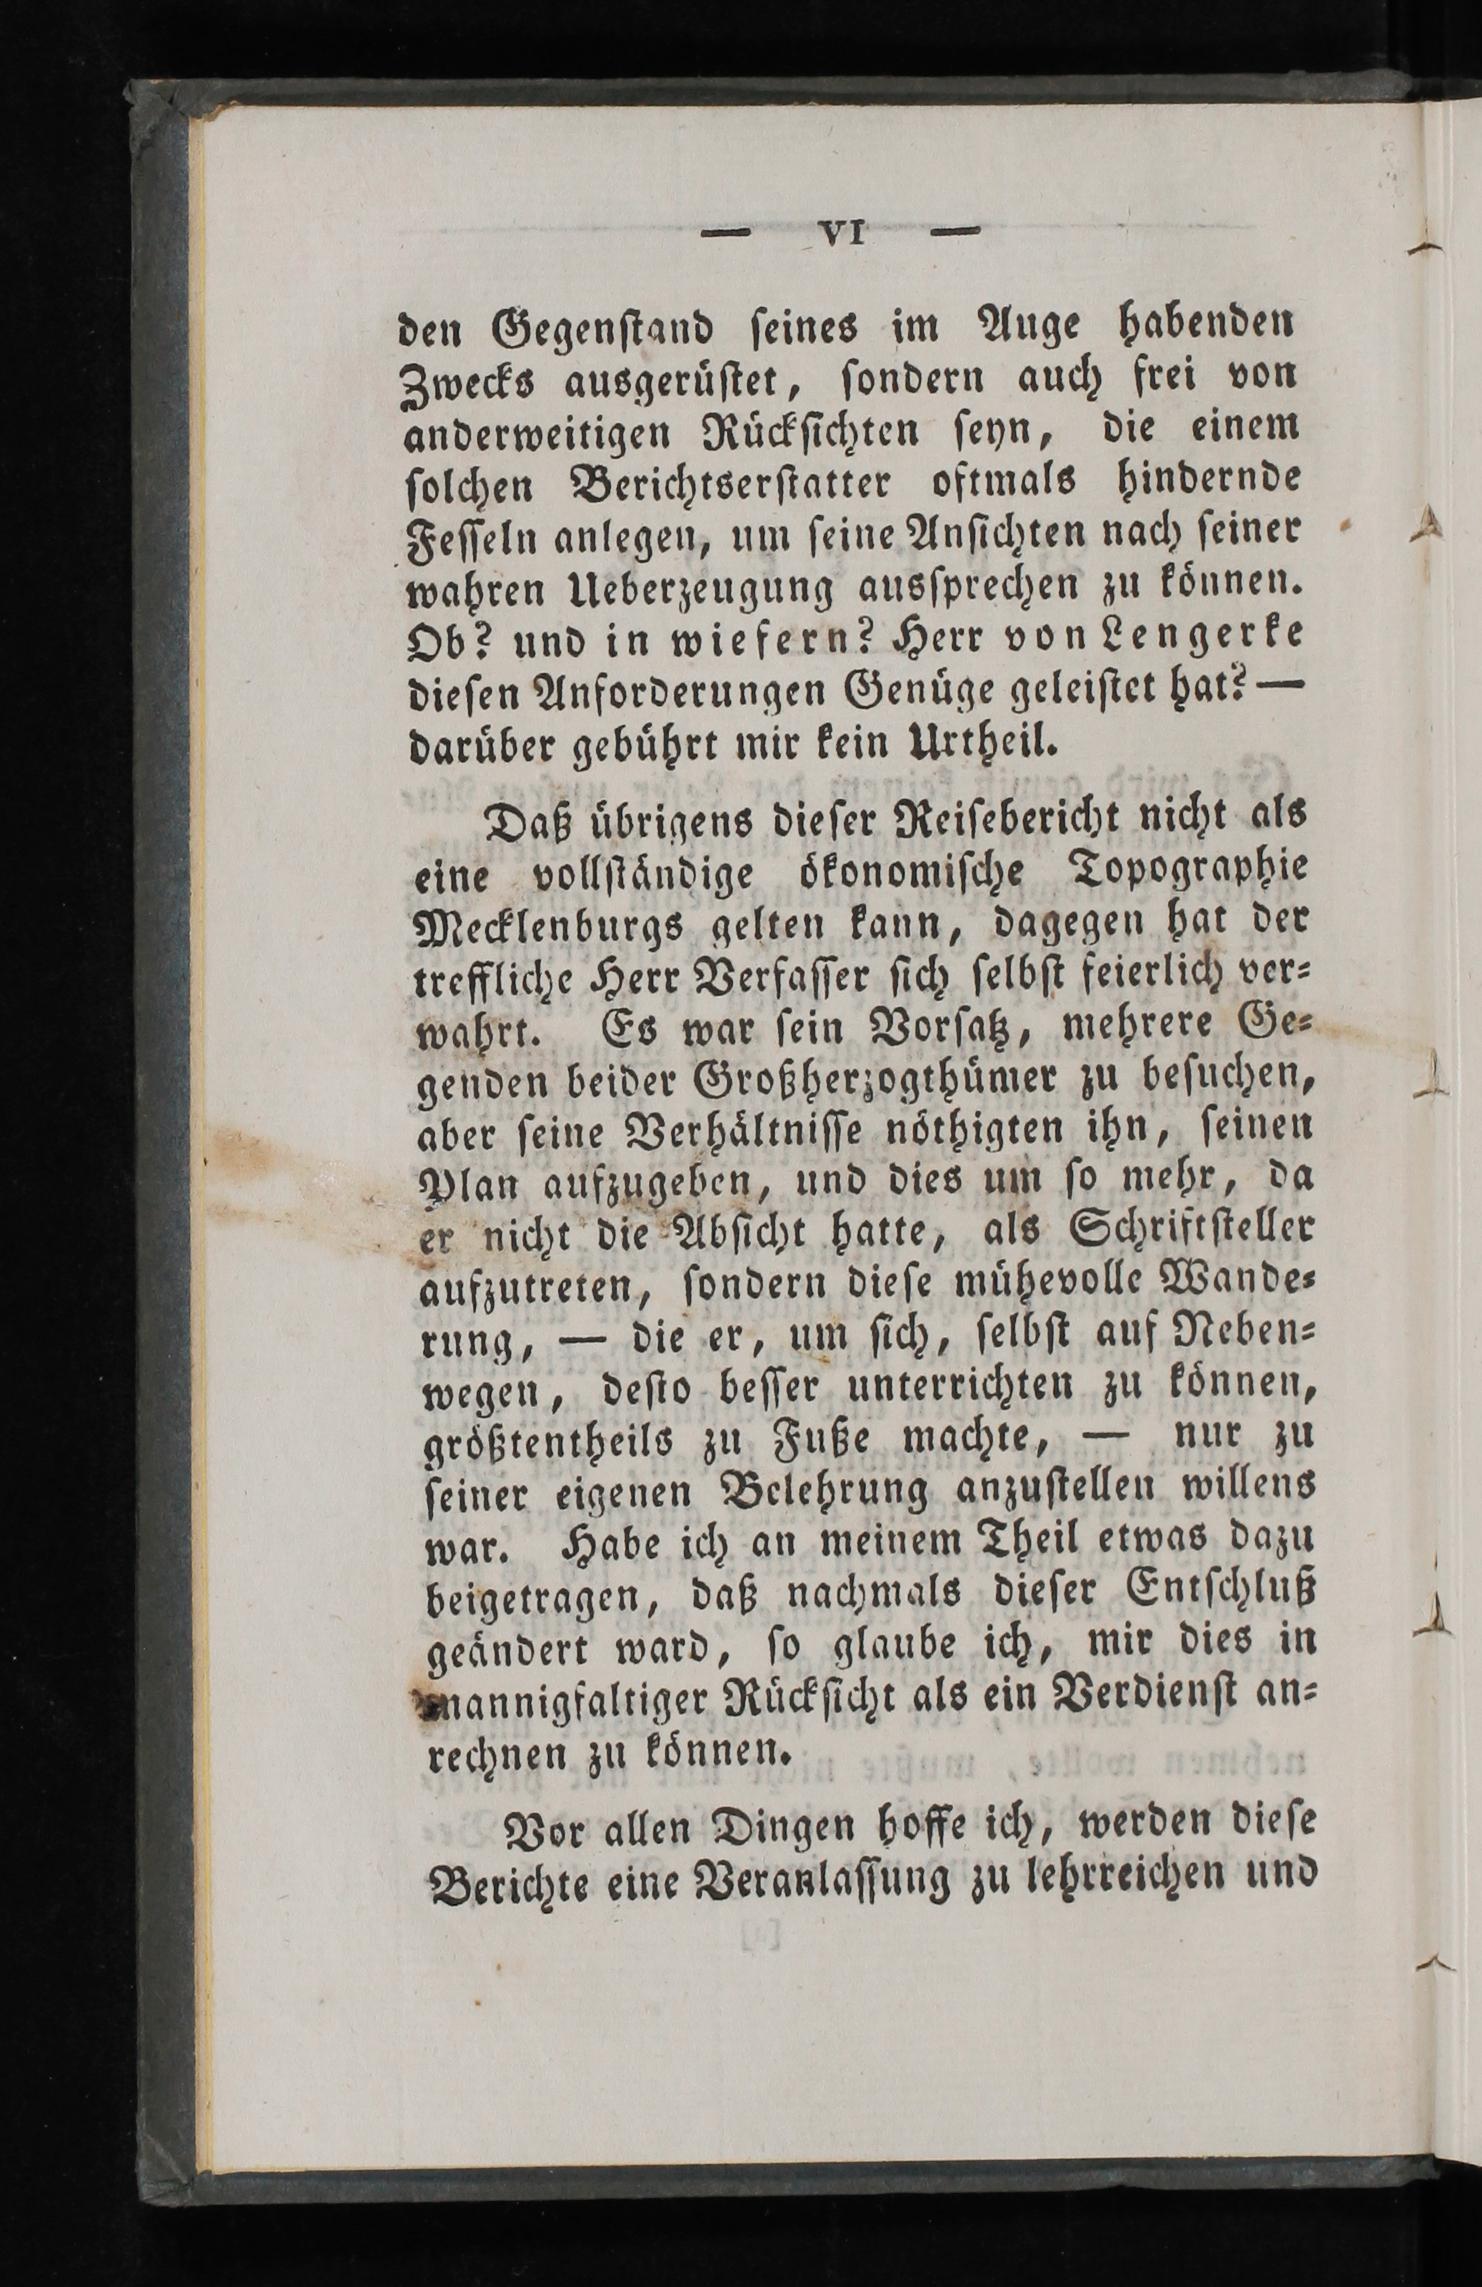 — VI —
den Gegenſtand ſeines im Auge habenden
Zwecks ausgerüſtet, ſondern auch frei von
anderweitigen Rückſichten ſeyn, die einem
ſolchen Berichtserſtatter oftmals hindernde
Feſſeln anlegen, um ſeine Anſichten nach ſeiner
wahren Ueberzeugung ausſprechen zu können.
Ob? und in wiefern? Herr von Lengerke
dieſen Anforderungen Genüge geleiſtet hat? —
darüber gebührt mir kein Urtheil.
Daß übrigens dieſer Reiſebericht nicht als
eine vollſtändige ökonomiſche Topographie
Mecklenburgs gelten kann, dagegen hat der
treffliche Herr Verfaſſer ſich ſelbſt feierlich ver⸗
wahrt. Es war ſein Vorſatz, mehrere Ge⸗
genden beider Großherzogthümer zu beſuchen,
aber ſeine Verhältniſſe nöthigten ihn, ſeinen
Plan aufzugeben, und dies um ſo mehr, da
er nicht die Abſicht hatte, als Schriftſteller
aufzutreten, ſondern dieſe mühevolle Wande⸗
rung, — die er, um ſich, ſelbſt auf Neben⸗
wegen, deſto beſſer unterrichten zu können,
größtentheils zu Fuße machte, — nur zu
ſeiner eigenen Belehrung anzuſtellen willens
war. Habe ich an meinem Theil etwas dazu
beigetragen, daß nachmals dieſer Entſchluß
geändert ward, ſo glaube ich, mir dies in
mannigfaltiger Rückſicht als ein Verdienſt an⸗
rechnen zu können.
Vor allen Dingen hoffe ich, werden dieſe
Berichte eine Veranlaſſung zu lehrreichen und